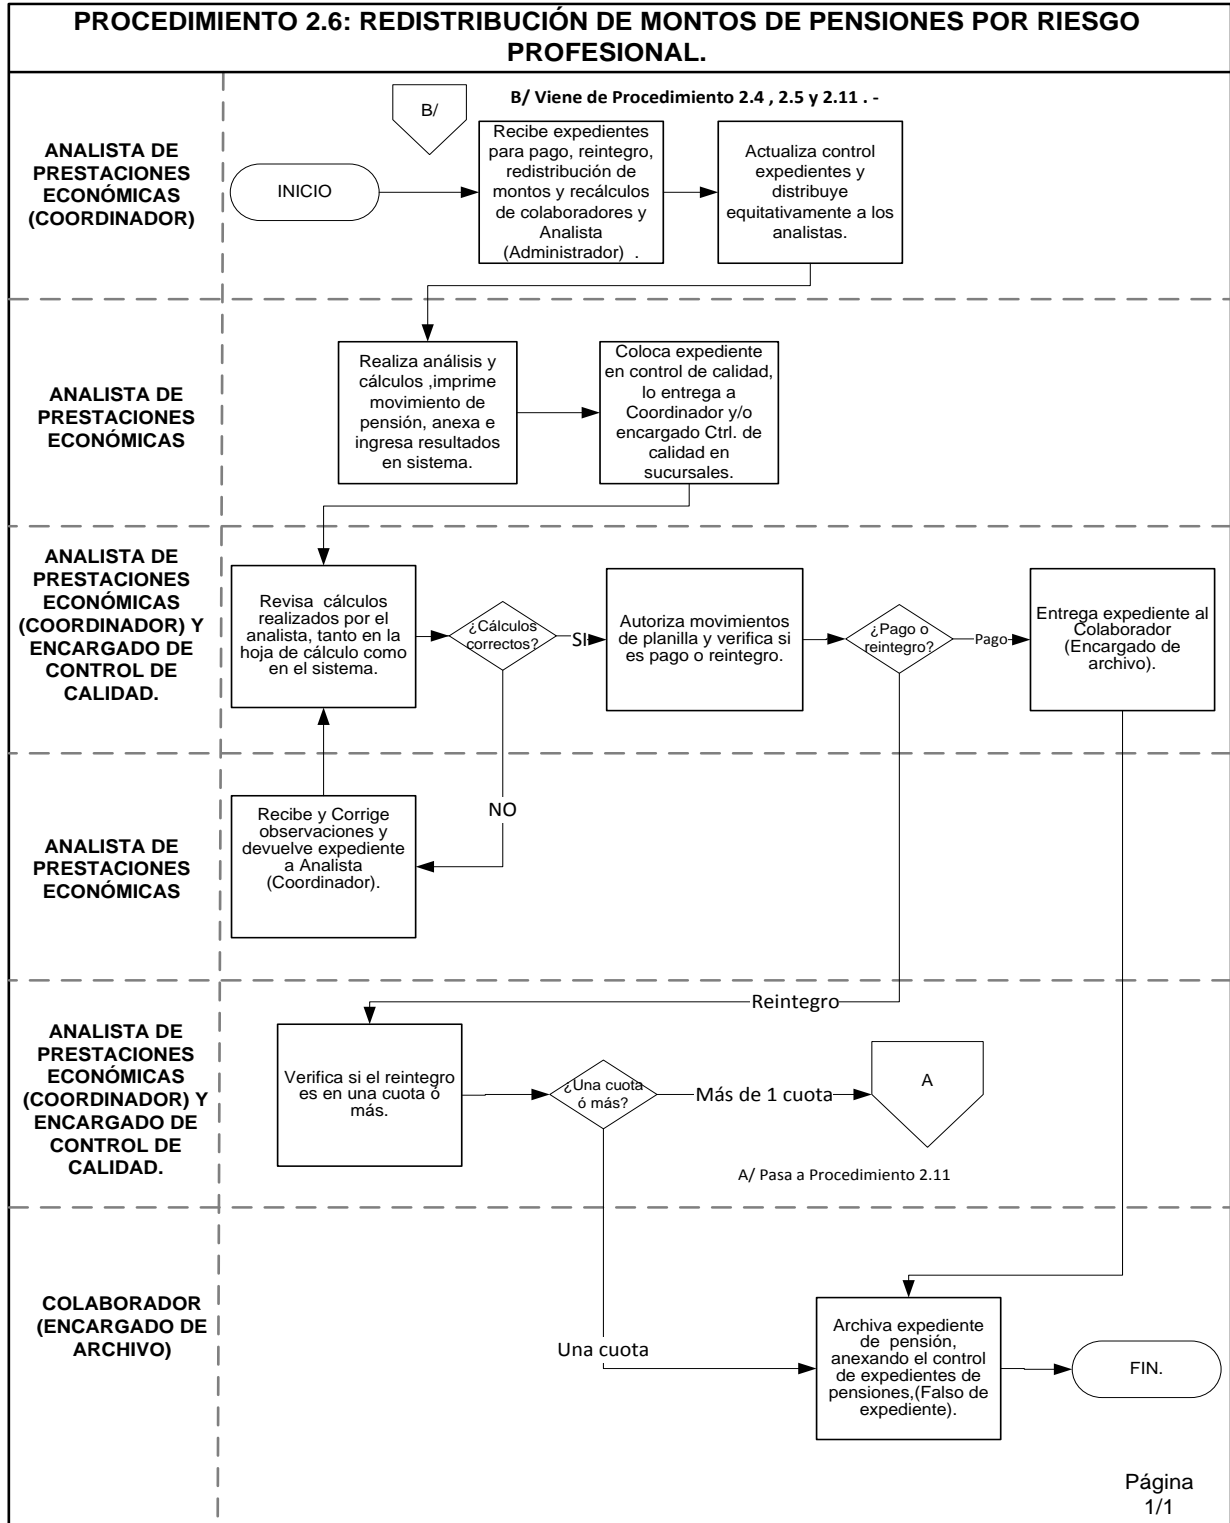 PROCEDIMIENTO 2.6: REDISTRIBUCIÓN DE MONTOS DE PENSIONES POR RIESGO
PROFESIONAL.
ANALISTA DE
PRESTACIONES
ECONÓMICAS
(COORDINADOR)
B/
B/ Viene de Procedimiento 2.4 , 2.5 y 2.11 . -
INICIO
Recibe expedientes
para pago, reintegro,
redistribución de
montos y recálculos
de colaboradores y
Analista
(Administrador) .
Actualiza control
expedientes y
distribuye
equitativamente a los
analistas.
ANALISTA DE
PRESTACIONES
ECONÓMICAS
Realiza análisis y
cálculos ,imprime
movimiento de
pensión, anexa e
ingresa resultados
en sistema.
Coloca expediente
en control de calidad,
lo entrega a
Coordinador y/o
encargado Ctrl. de
calidad en
sucursales.
ANALISTA DE
PRESTACIONES
ECONÓMICAS
(COORDINADOR) Y
ENCARGADO DE
CONTROL DE
CALIDAD.
Revisa cálculos
realizados por el
analista, tanto en la
hoja de cálculo como
en el sistema.
¿Cálculos
correctos?
SI
Autoriza movimientos
de planilla y verifica si
es pago o reintegro.
¿Pago o
reintegro?
Pago
Entrega expediente al
Colaborador
(Encargado de
archivo).
ANALISTA DE
PRESTACIONES
ECONÓMICAS
Recibe y Corrige
observaciones y
devuelve expediente
a Analista
(Coordinador).
NO
ANALISTA DE
PRESTACIONES
ECONÓMICAS
(COORDINADOR) Y
ENCARGADO DE
CONTROL DE
CALIDAD.
Reintegro
Verifica si el reintegro
es en una cuota ó
más.
¿Una cuota
ó más?
Más de 1 cuota
A
A/ Pasa a Procedimiento 2.11
COLABORADOR
(ENCARGADO DE
ARCHIVO)
Una cuota
Archiva expediente
de pensión,
anexando el control
de expedientes de
pensiones,(Falso de
expediente).
FIN.
Página
1/1